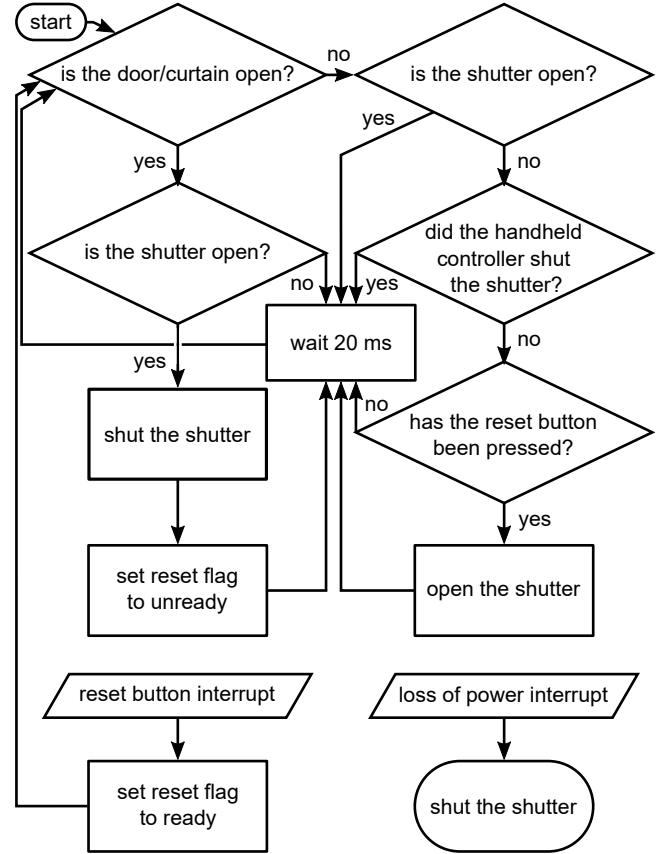 start
is the door/curtain open?
no
is the shutter open?
yes
yes
no
is the shutter open?
did the handheld
controller shut
the shutter?
no
yes
wait 20 ms
no
yes
shut the shutter
no
has the reset button
been pressed?
yes
set reset flag
to unready
open the shutter
reset button interrupt
loss of power interrupt
set reset flag
to ready
shut the shutter